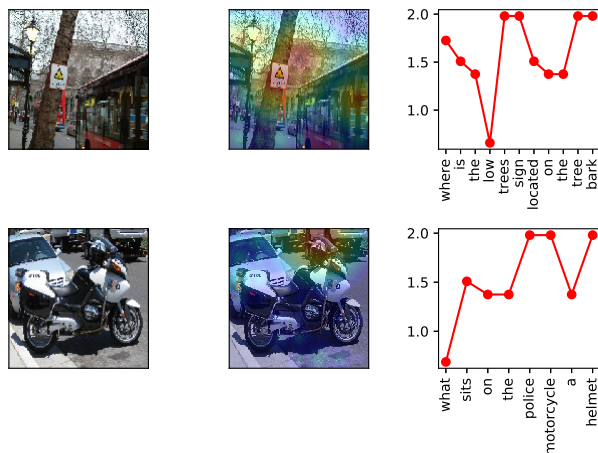 2.0
1.5
1.0
where
is
the
low
trees
sign
located
on
the
tree
bark
2.0
1.5
1.0
what
sits
on
the
police
motorcycle
a
helmet